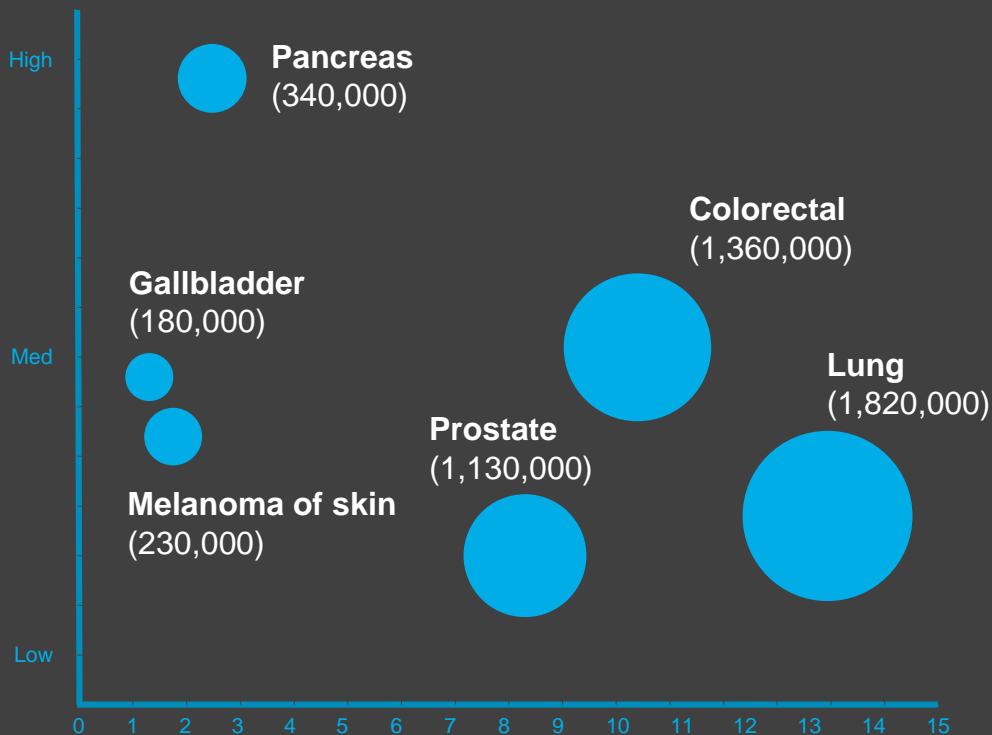 High
Pancreas
(340,000)
Colorectal
(1,360,000)
Gallbladder
(180,000)
Med
Lung
(1,820,000)
Prostate
(1,130,000)
Melanoma of skin
(230,000)
Low
0 1 2 3 4 5 6 7 8 9 10 11 12 13 14 15